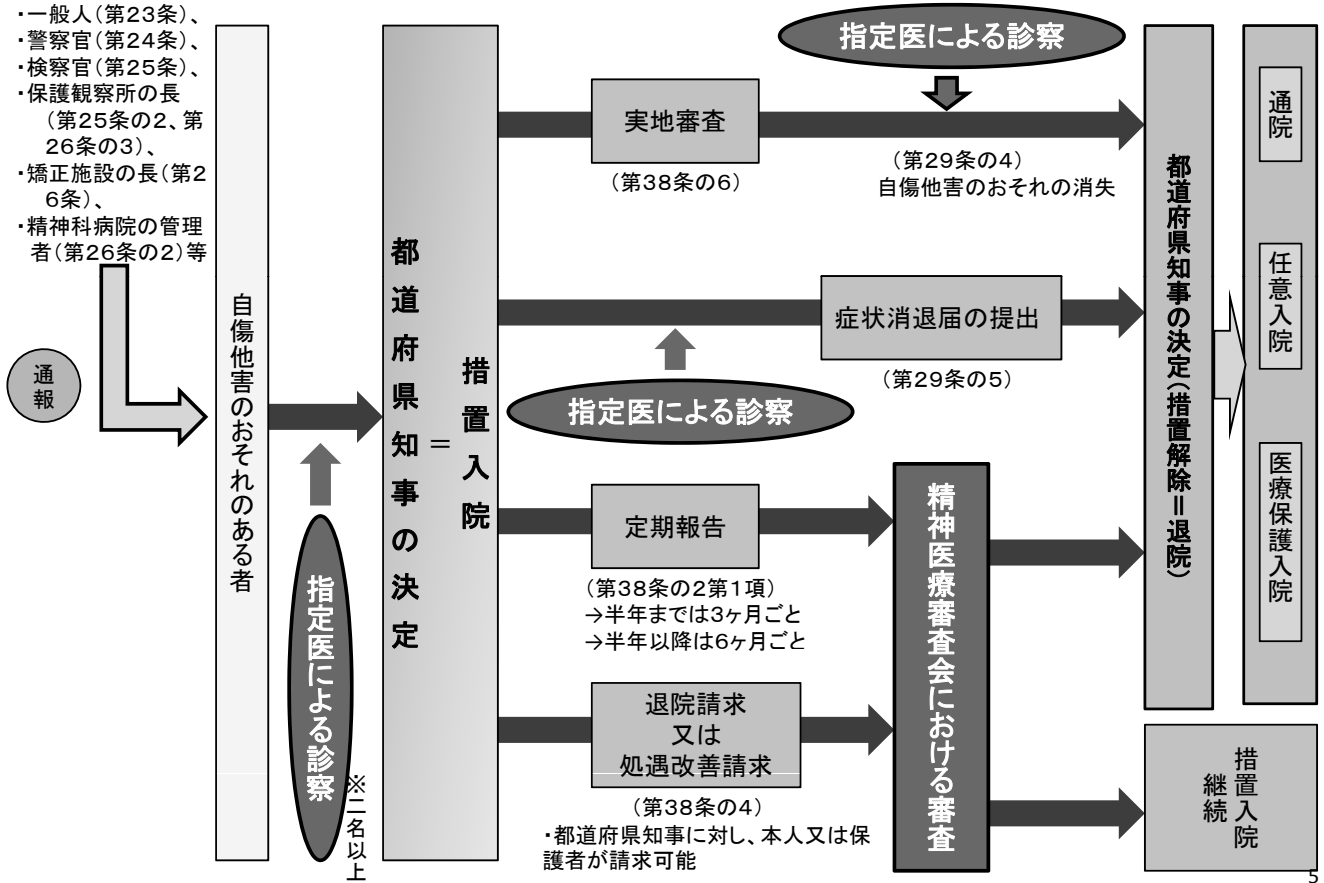 ・一般人(第23条)、
・警察官(第24条)、
・検察官(第25条)、
・保護観察所の長
(第25条の2、第
26条の3)、
・矯正施設の長(第2
6条)、
・精神科病院の管理
者(第26条の2)等
通
報
自傷他害のおそれのある者
指定医による診察
※二名以上
都道府県知事の決定
=
措置入院
実地審査
(第38条の6)
指定医による診察
(第29条の4)
自傷他害のおそれの消失
症状消退届の提出
(第29条の5)
指定医による診察
定期報告
(第38条の2第1項)
→半年までは3ヶ月ごと
→半年以降は6ヶ月ごと
退院請求
又は
処遇改善請求
(第38条の4)
・都道府県知事に対し、本人又は保
護者が請求可能
精神医療審査会における審査
都道府県知事の決定(措置解除=退院)
通院
任意入院
医療保護入院
措置入院
継続
5